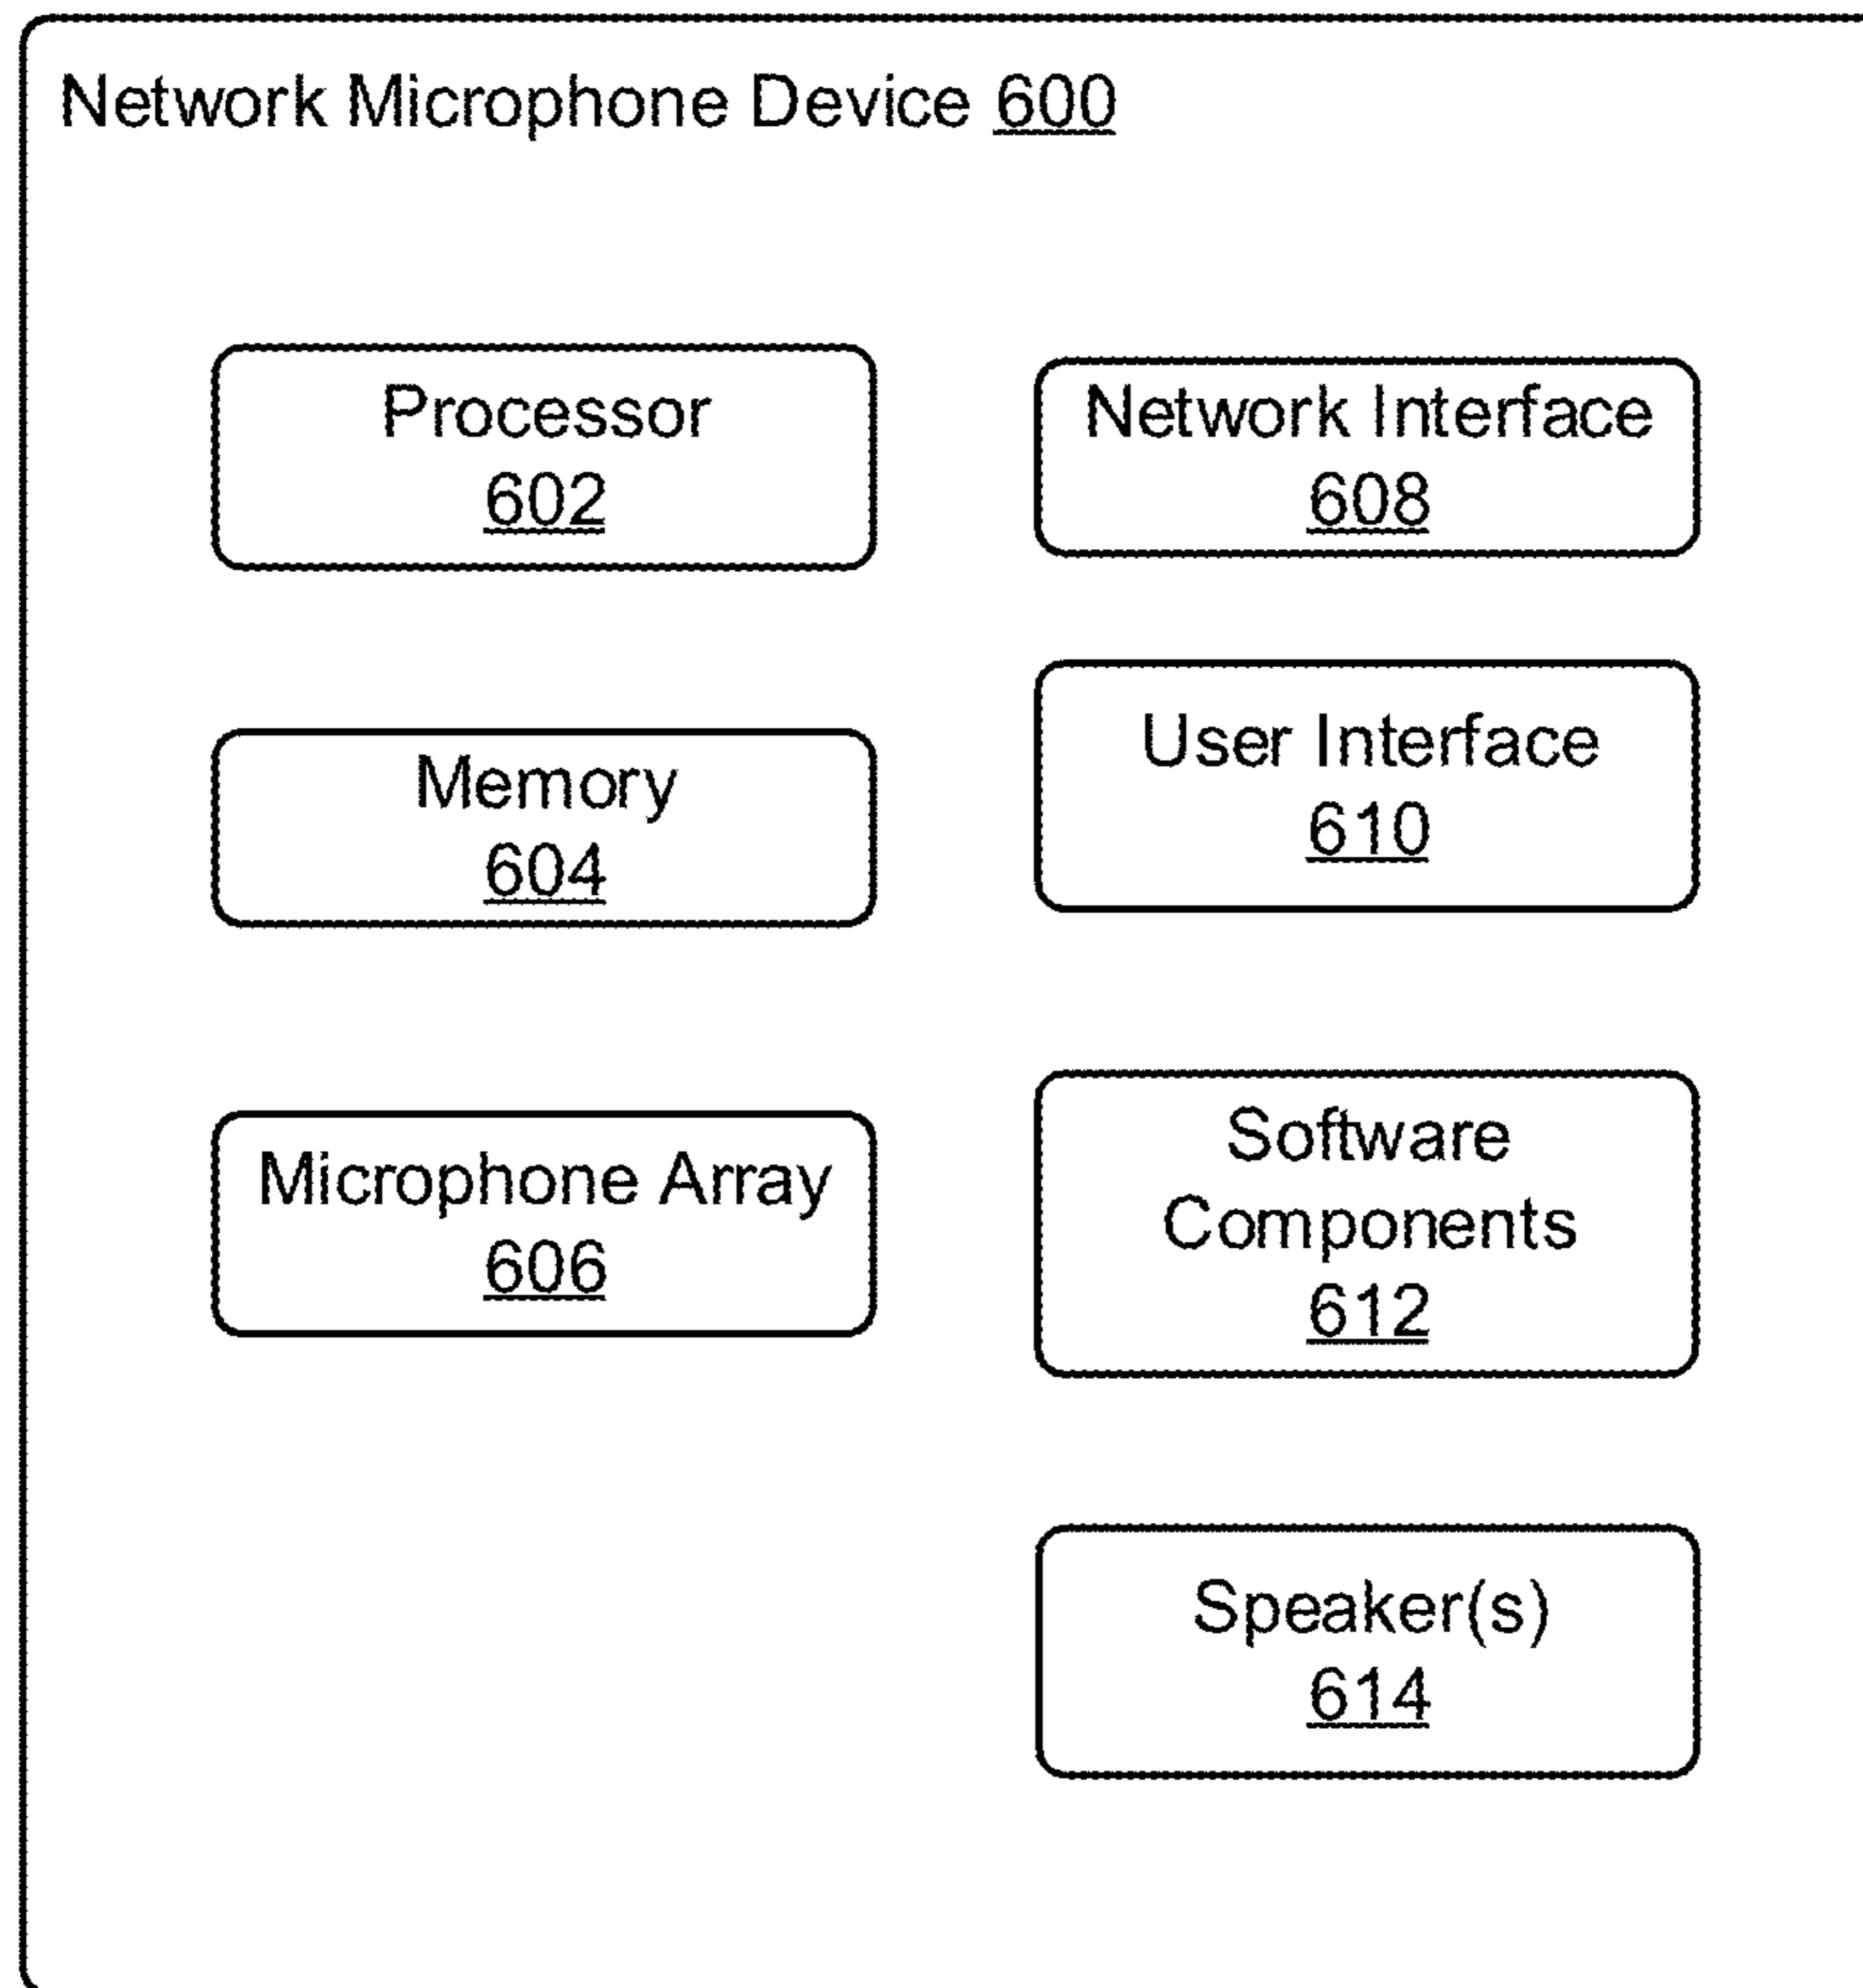 Network Microphone Device 600
Processor
602
Memory
604
Microphone Array
606
Network Interface
608
User Interface
610
Software
Components
612
Speaker(s)
614